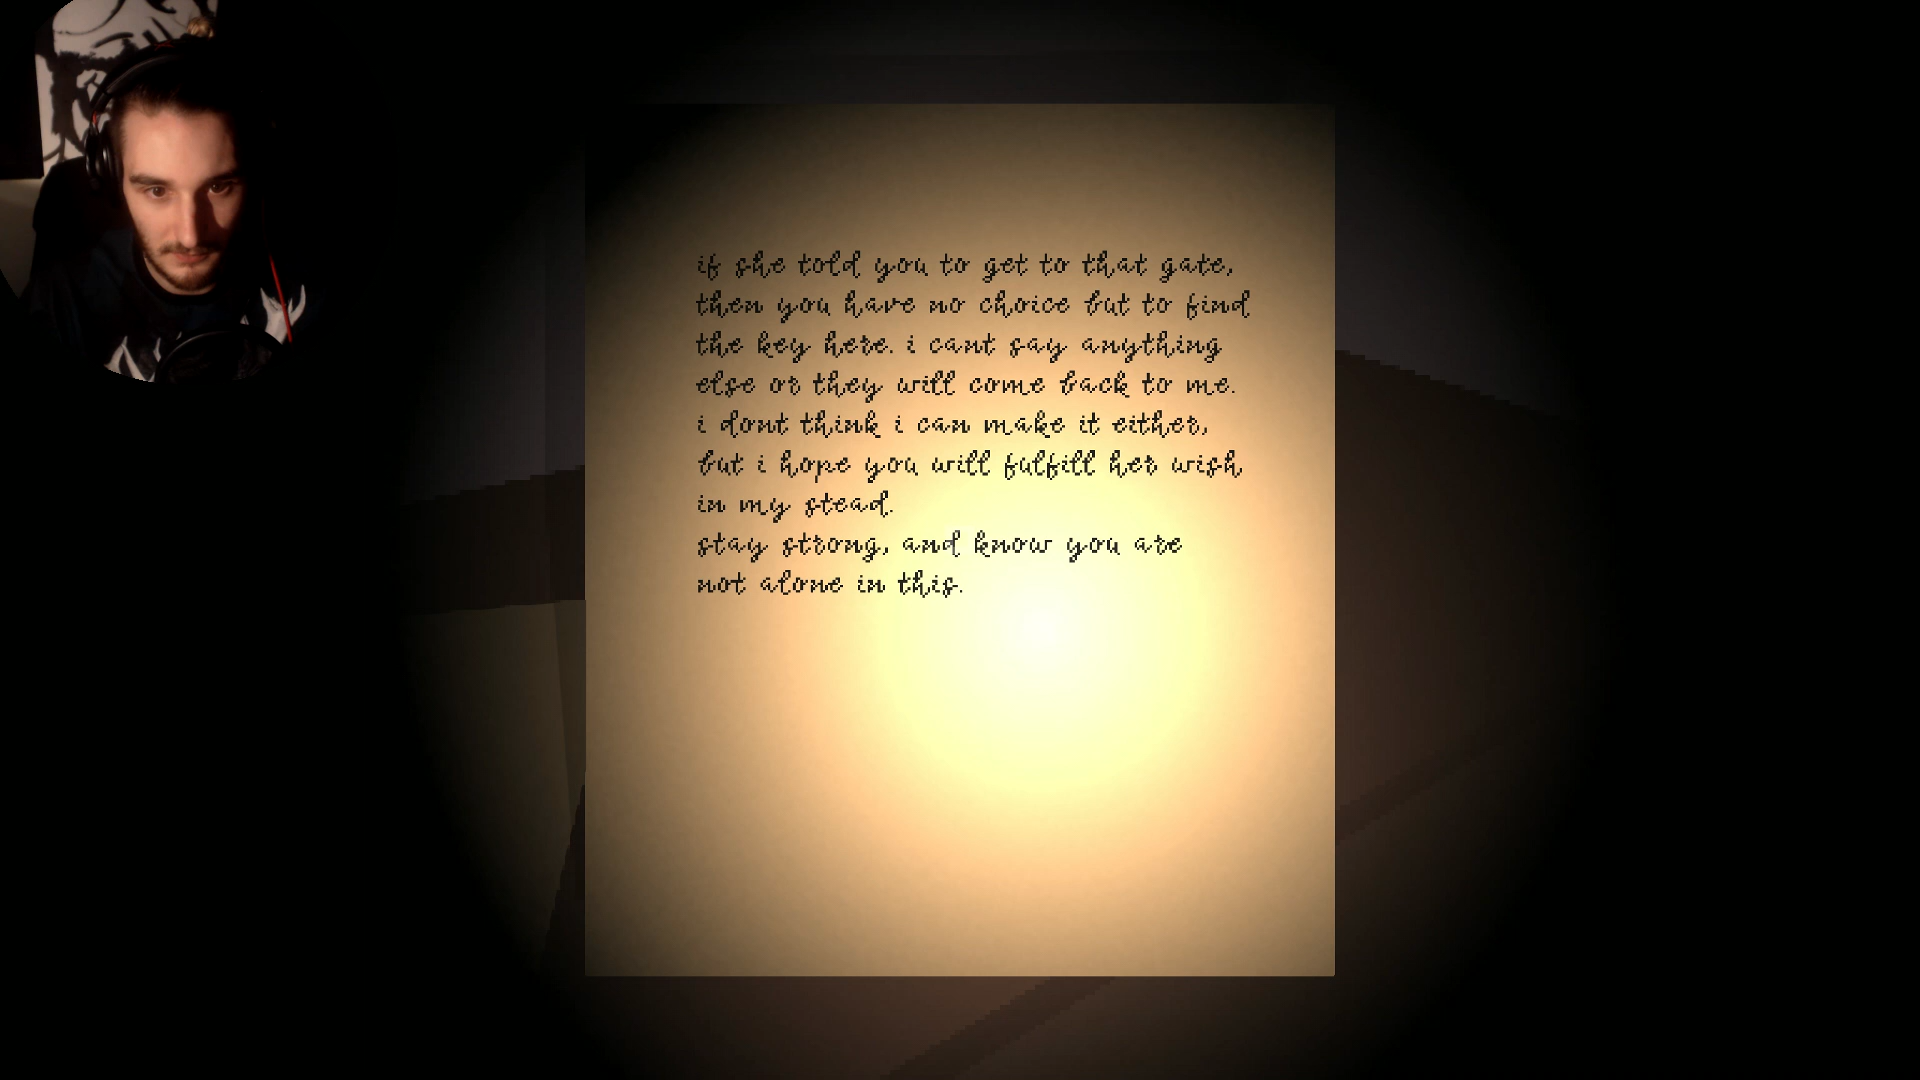 if she told you to get to that gate,
then you have no choice but to find
the key here. i cant say anything
else or they will come back to me.
i dont think i can make it either,
but i hope you will fulfill her wish
in my stead.
stay strong, and know you are
not alone in this.